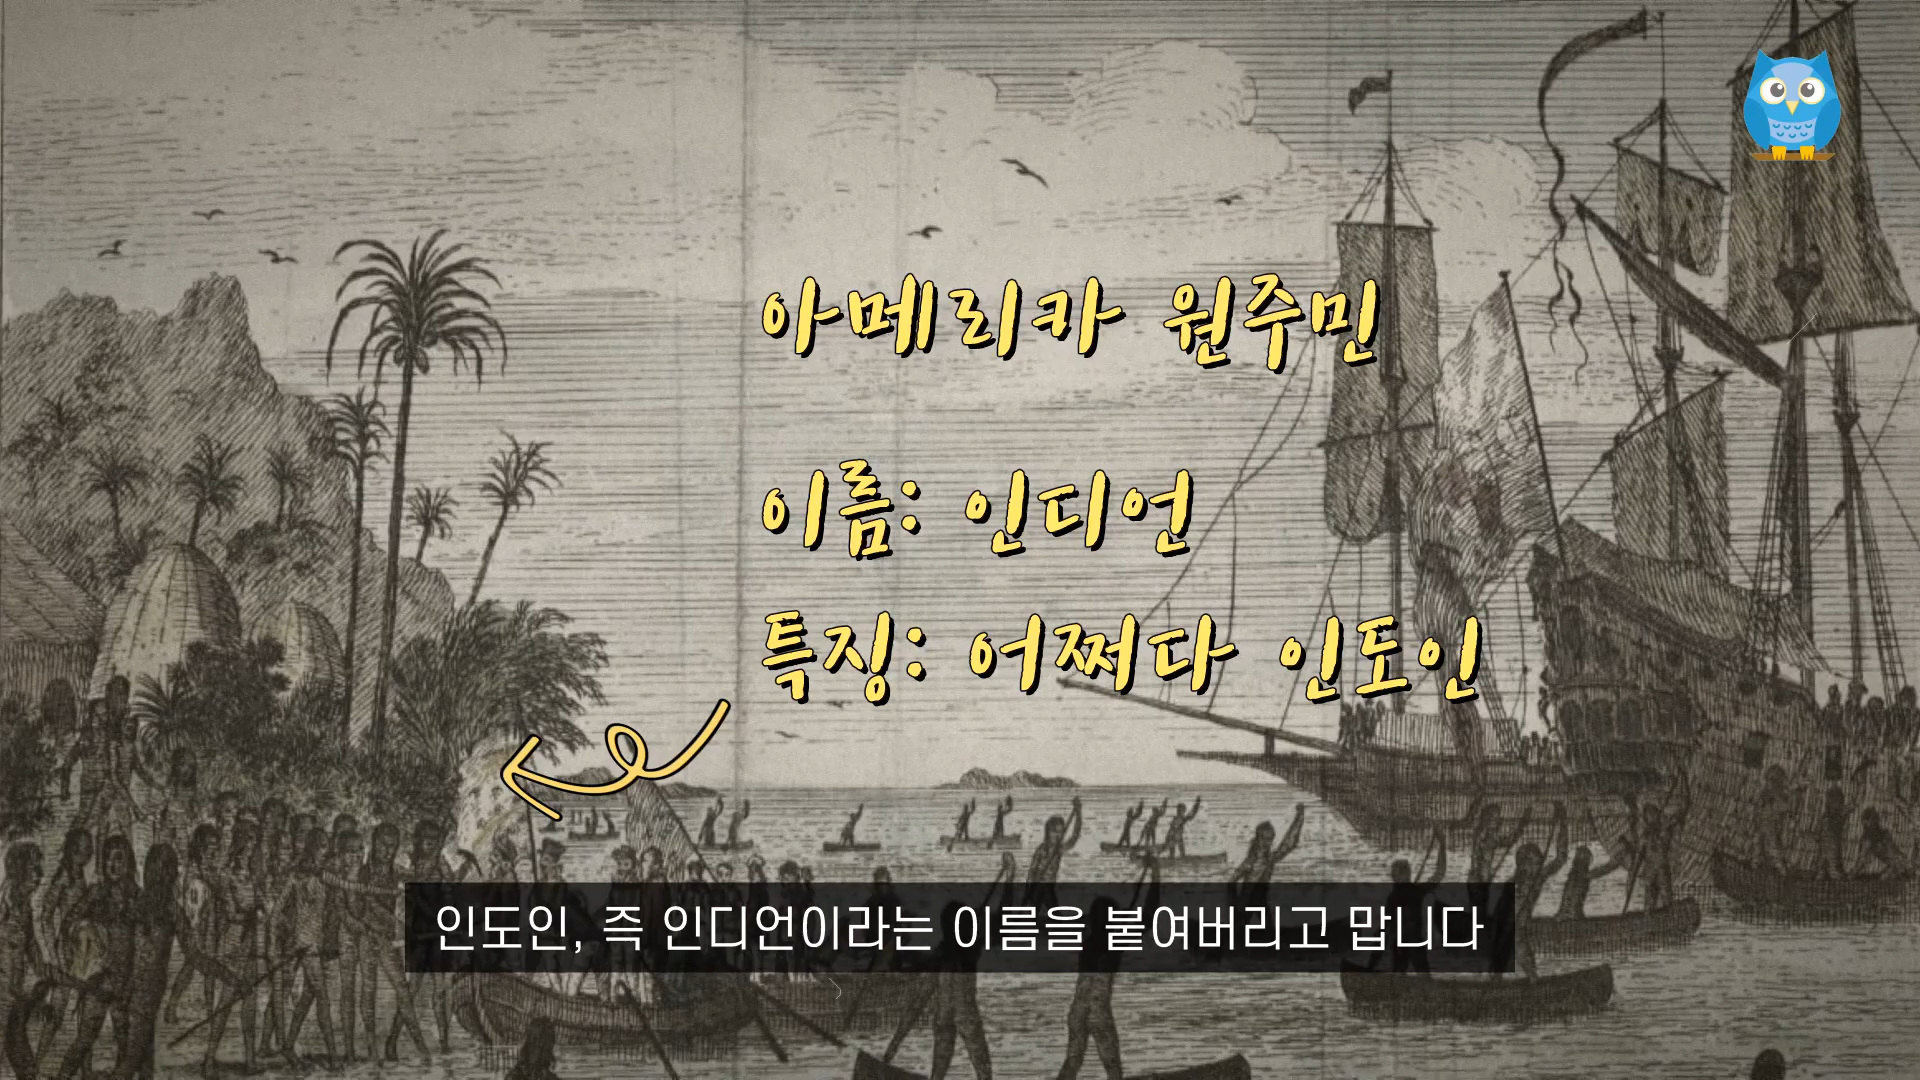 아메리카 원주민
이름: 인디언
특징: 어쩌다 인도인
인도인, 즉 인디언이라는 이름을 붙여버리고 맙니다